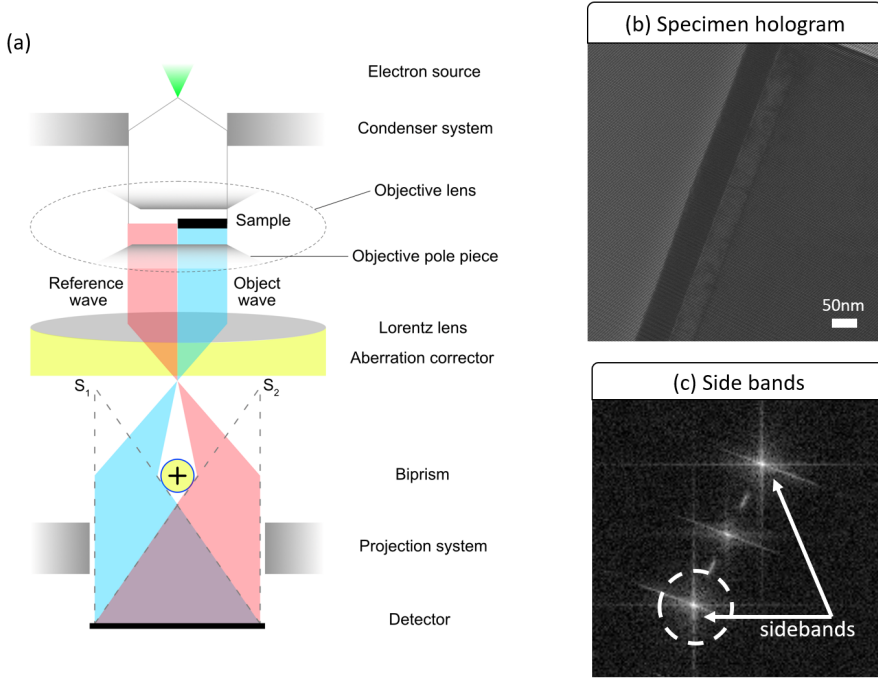 (a)
Electron source
Condenser system
Objective lens
Sample
Objective pole piece
Reference
wave
Object
wave
Lorentz lens
Aberration corrector
S1
S2
+
Biprism
Projection system
Detector
(b) Specimen hologram
50nm
(c) Side bands
sidebands